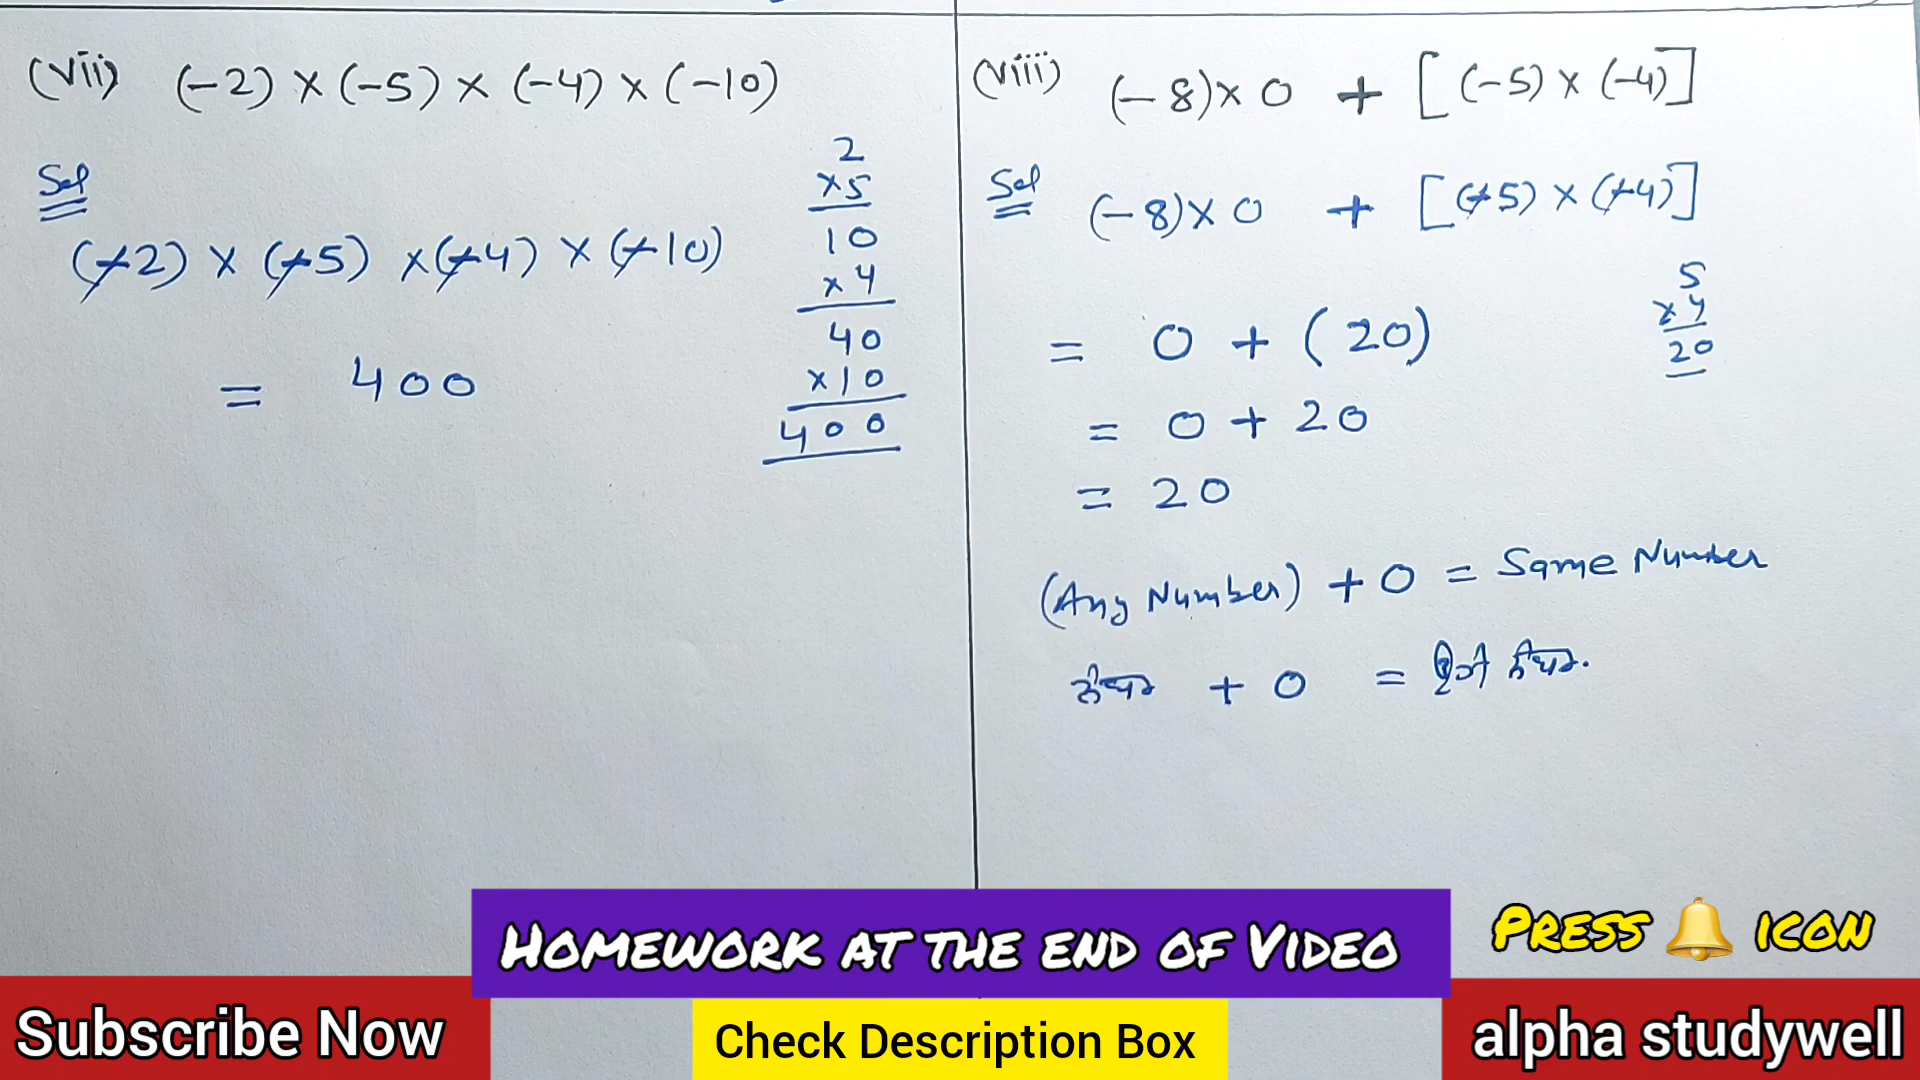 (vii) (-2) × (-5) × (-4) × (-10)
Sol
(-2) × (-5) × (-4) × (-10)
= 400
2
×5
10
×4
40
×10
400
(viii) (-8)× 0 + [(-5) × (-4)]
Sol (-8)× 0 + [(-5) × (-4)]
= 0 + (20)
= 0 + 20
= 20
5
×4
20
(Any Number) + 0 = Same Number
+ 0 =
Homework at the end of Video
Press 🔔 icon
Subscribe Now
Check Description Box
alpha studywell